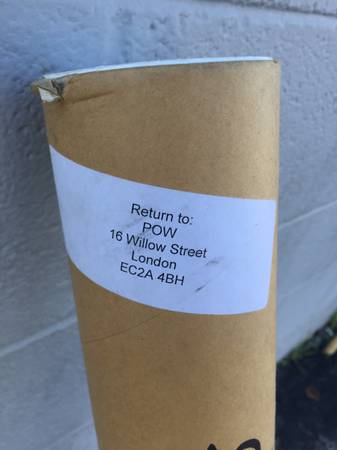 Return to:
POW
16 Willow Street
London
EC2A 4BH